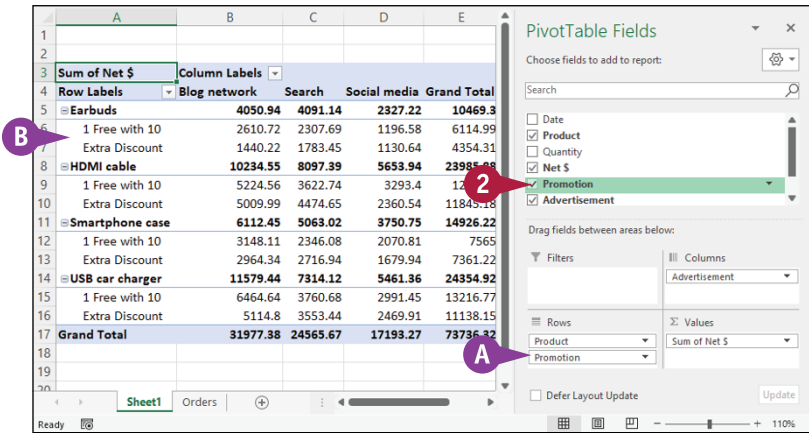 A B C D E
1
2
3 Sum of Net $ Column Labels
4 Row Labels Blog network Search Social media Grand Total
5 Earbuds 4050.94 4091.14 2327.22 10469.3
6 1 Free with 10 2610.72 2307.69 1196.58 6114.99
7 Extra Discount 1440.22 1783.45 1130.64 4354.31
8 HDMI cable 10234.55 8097.39 5653.94
9 1 Free with 10 5224.56 3622.74 3293.4
10 Extra Discount 5009.99 4474.65 2360.54 11845.18
11 Smartphone case 6112.45 5063.02 3750.75 14926.22
12 1 Free with 10 3148.11 2346.08 2070.81 7565
13 Extra Discount 2964.34 2716.94 1679.94 7361.22
14 USB car charger 11579.44 7314.12 5461.36 24354.92
15 1 Free with 10 6464.64 3760.68 2991.45 13216.77
16 Extra Discount 5114.8 3553.44 2469.91 11138.15
17 Grand Total 31977.38 24565.67 17193.27 73736.32
18
19
20
B
Sheet1 Orders
Ready
PivotTable Fields
Choose fields to add to report:
Search
Date
Product
Quantity
Net $
2 Promotion
Advertisement
Drag fields between areas below:
Filters
Columns
Advertisement
Rows
Product
A Promotion
Σ Values
Sum of Net $
Defer Layout Update Update
110%